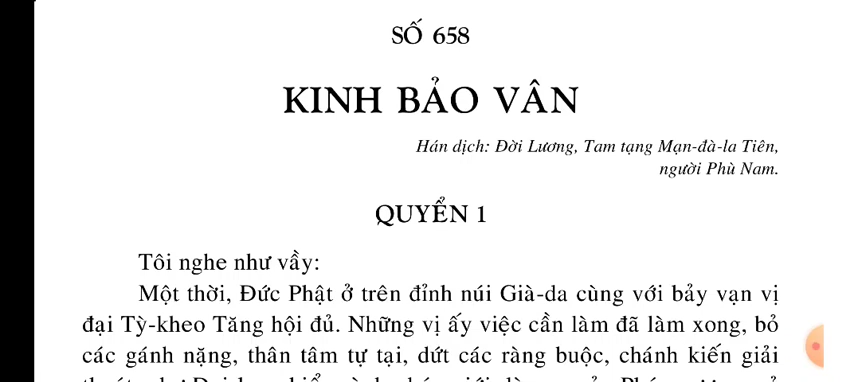 SỐ 658
KINH BẢO VÂN
Hán dịch: Đời Lương, Tam tạng Mạn-đà-la Tiên,
người Phù Nam.
QUYỂN 1
Tôi nghe như vầy:
Một thời, Đức Phật ở trên đỉnh núi Già-da cùng với bảy vạn vị
đại Tỳ-kheo Tăng hội đủ. Những vị ấy việc cần làm đã làm xong, bỏ
các gánh nặng, thân tâm tự tại, dứt các ràng buộc, chánh kiến giải